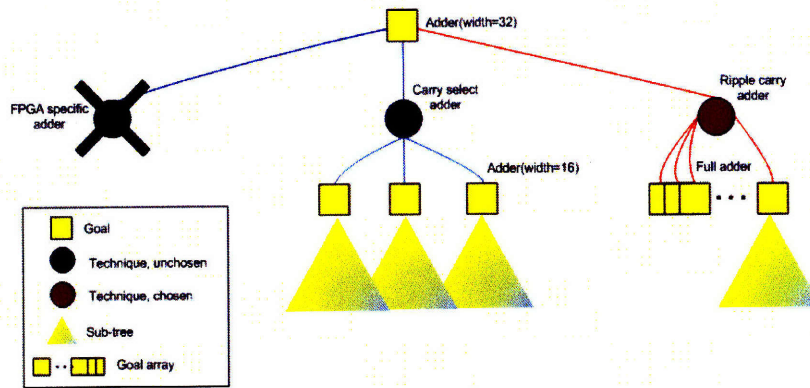 Adder(width=32)
FPGA specific
adder
Carry select
adder
Ripple carry
adder
Adder(width=16)
Full adder
Goal
Technique, unchosen
Technique, chosen
Sub-tree
Goal array